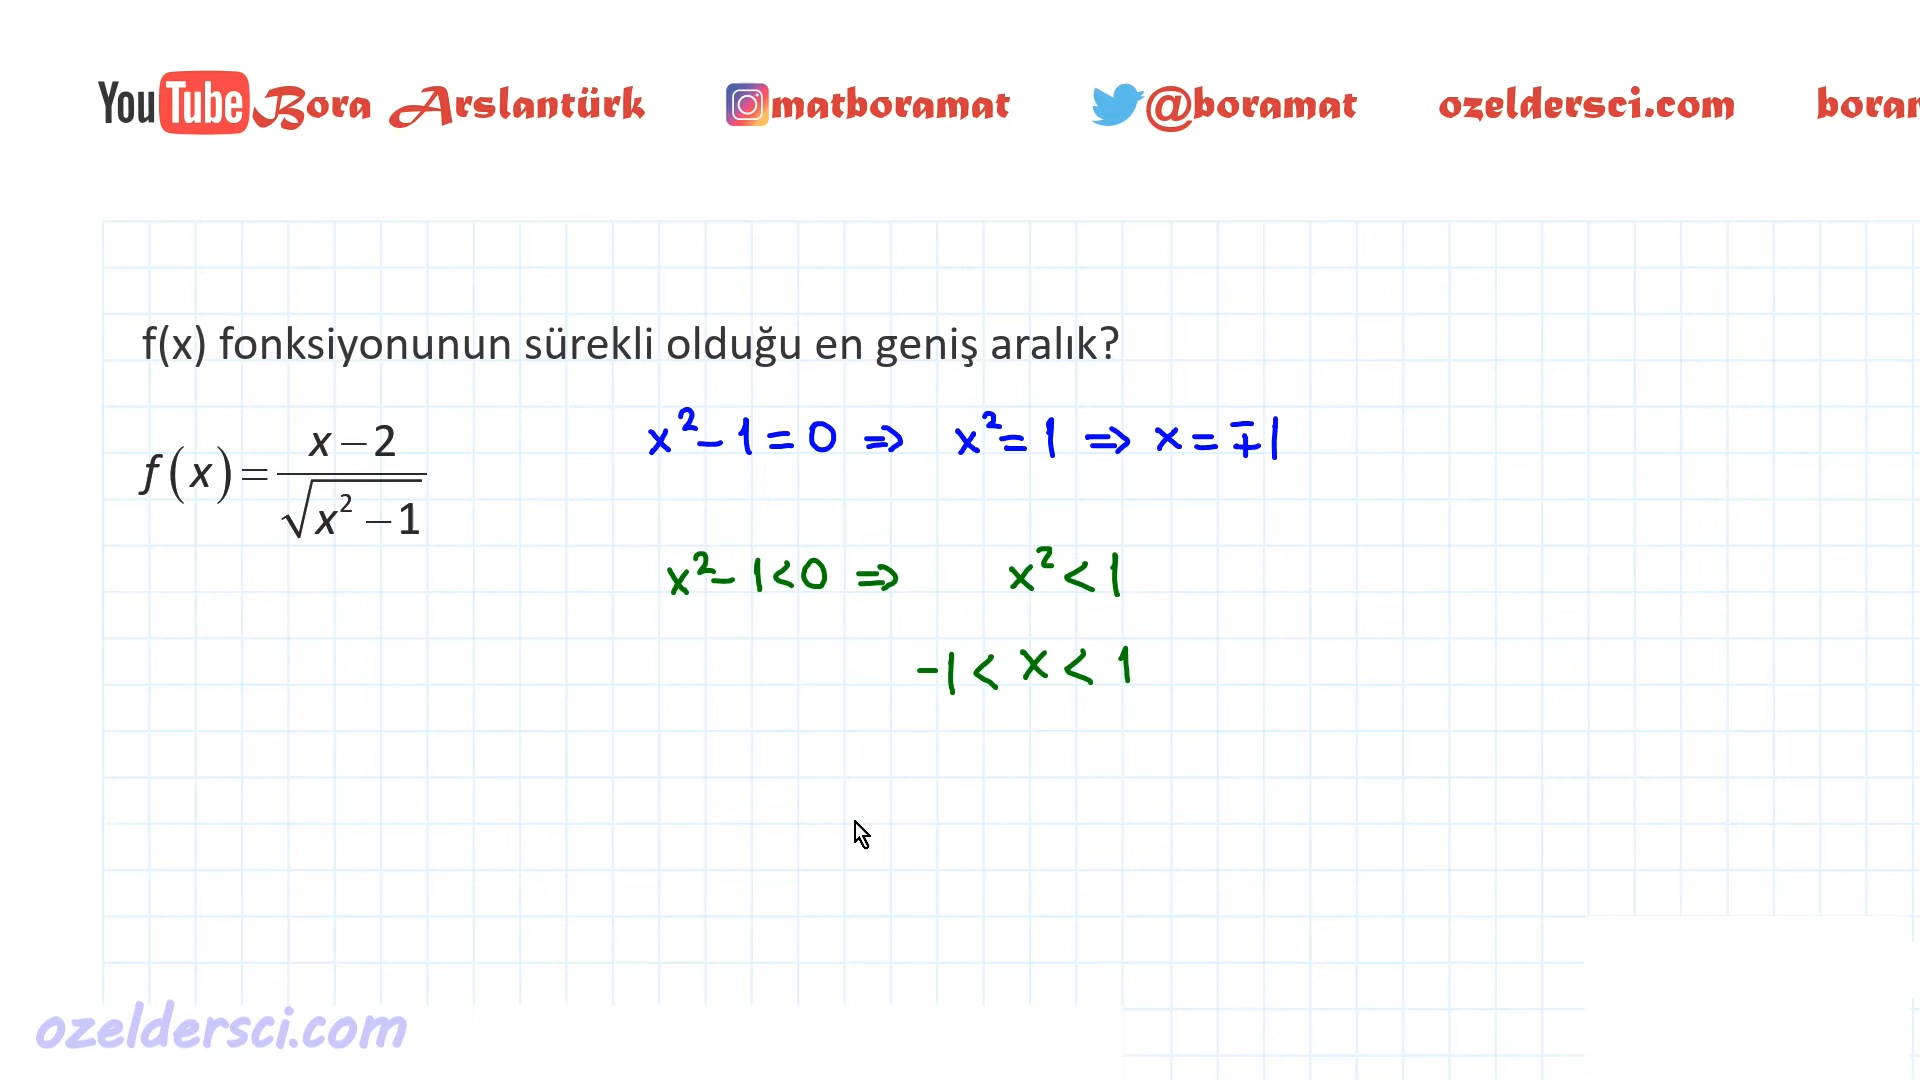 YouTube Bora Arslantürk matboramat @boramat ozeldersci.com boram
f(x) fonksiyonunun sürekli olduğu en geniş aralık?
f(x) = (x − 2) / √(x² − 1)
x² − 1 = 0 ⇒ x² = 1 ⇒ x = ∓1
x² − 1 < 0 ⇒ x² < 1
-1 < x < 1
ozeldersci.com